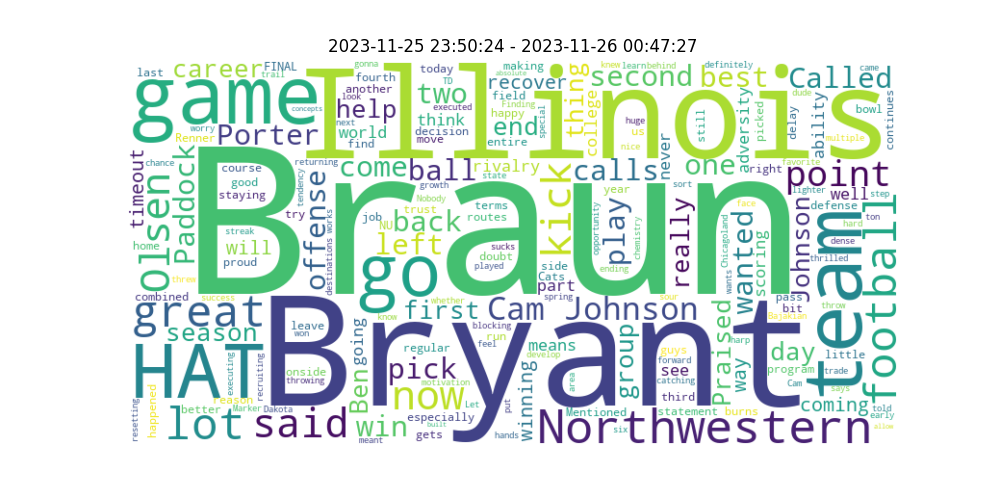 2023-11-25 23:50:24 - 2023-11-26 00:47:27
last
career
FINAL
trail
gonna
today
making
thing
second
best
Called
came
game
Illinois
fourth
another
look
help
two
TD
executed
recover
field
happy
Finding
special
college
learn
behind
knew
definitely
absolute
concepts
Renner
worry
Porter
next
world
find
think
decision
move
end
entire
us
huge
nice
still
adversity
picked
delay
dude
ability
multiple
bowl
continues
timeout
chance
olsen
Paddock
course
good
staying
returning
tendency
come
ball
rivalry
state
calls
never
one
right
favorite
point
well
step
lighter
defense
hard
ton
dense
thrilled
football
Braun
offense
destinations
works
try
job
growth
trust
NU
back
left
Nobody
terms
routes
doubt
sucks
played
kick
side
Cats
part
spring
opportunity
ending
year
play
chemistry
sort
really
wants
Chicagoland
wanted
scoring
Johnson
pass
bit
Bajakian
throw
team
home
threw
streak
will
proud
go
combined
success
great
season
HAT
first
know
whether
Cam Johnson
sour
Bryant
leave
won
onside
throwing
Ben
going
regular
blocking
run
feel
pick
motivation
develop
now
Let
built
especially
gets
put
win
meant
means
area
winning
group
hands
guys
see
forward
catching
third
Mentioned
six
statement
Praised
way
harp
face
burns
day
program
Cam
little
trade
says
coming
told
early
allow
executing
recruiting
reason
better
Marker
Dakota
happened
resetting
lot
said
Northwestern